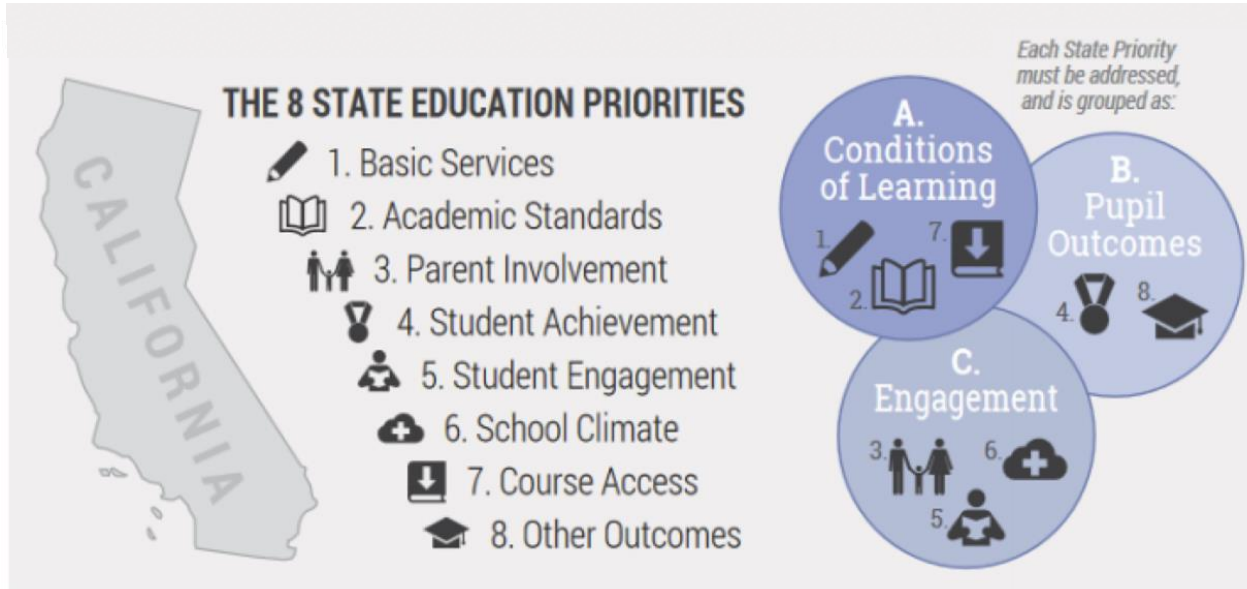 CALIFORNIA
THE 8 STATE EDUCATION PRIORITIES
1. Basic Services
2. Academic Standards
3. Parent Involvement
4. Student Achievement
5. Student Engagement
6. School Climate
7. Course Access
8. Other Outcomes
Each State Priority
must be addressed,
and is grouped as:
A.
Conditions
of Learning
1.
7.
2.
B.
Pupil
Outcomes
4.
8.
C.
Engagement
3.
6.
5.